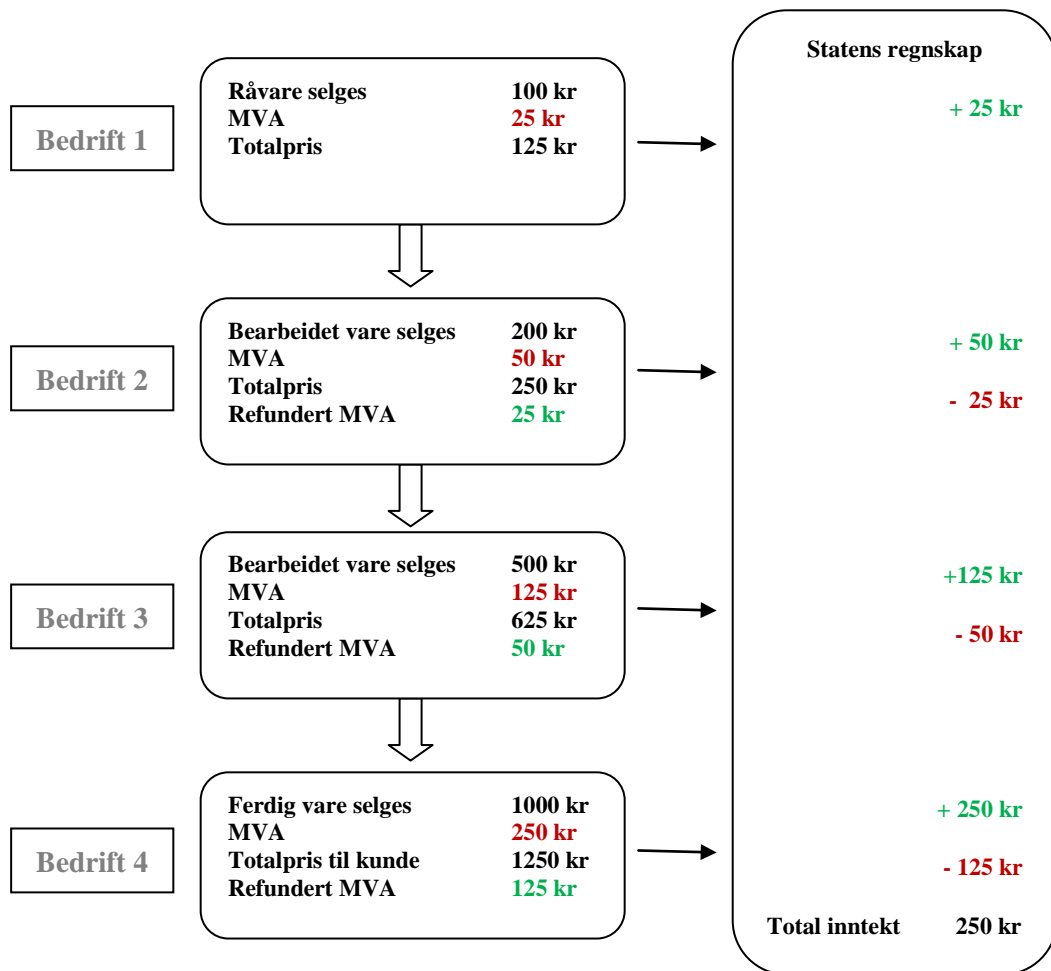 Statens regnskap
Bedrift 1
Råvare selges 100 kr
MVA 25 kr
Totalpris 125 kr
+ 25 kr
Bedrift 2
Bearbeidet vare selges 200 kr
MVA 50 kr
Totalpris 250 kr
Refundert MVA 25 kr
+ 50 kr
- 25 kr
Bedrift 3
Bearbeidet vare selges 500 kr
MVA 125 kr
Totalpris 625 kr
Refundert MVA 50 kr
+125 kr
- 50 kr
Bedrift 4
Ferdig vare selges 1000 kr
MVA 250 kr
Totalpris til kunde 1250 kr
Refundert MVA 125 kr
+ 250 kr
- 125 kr
Total inntekt 250 kr